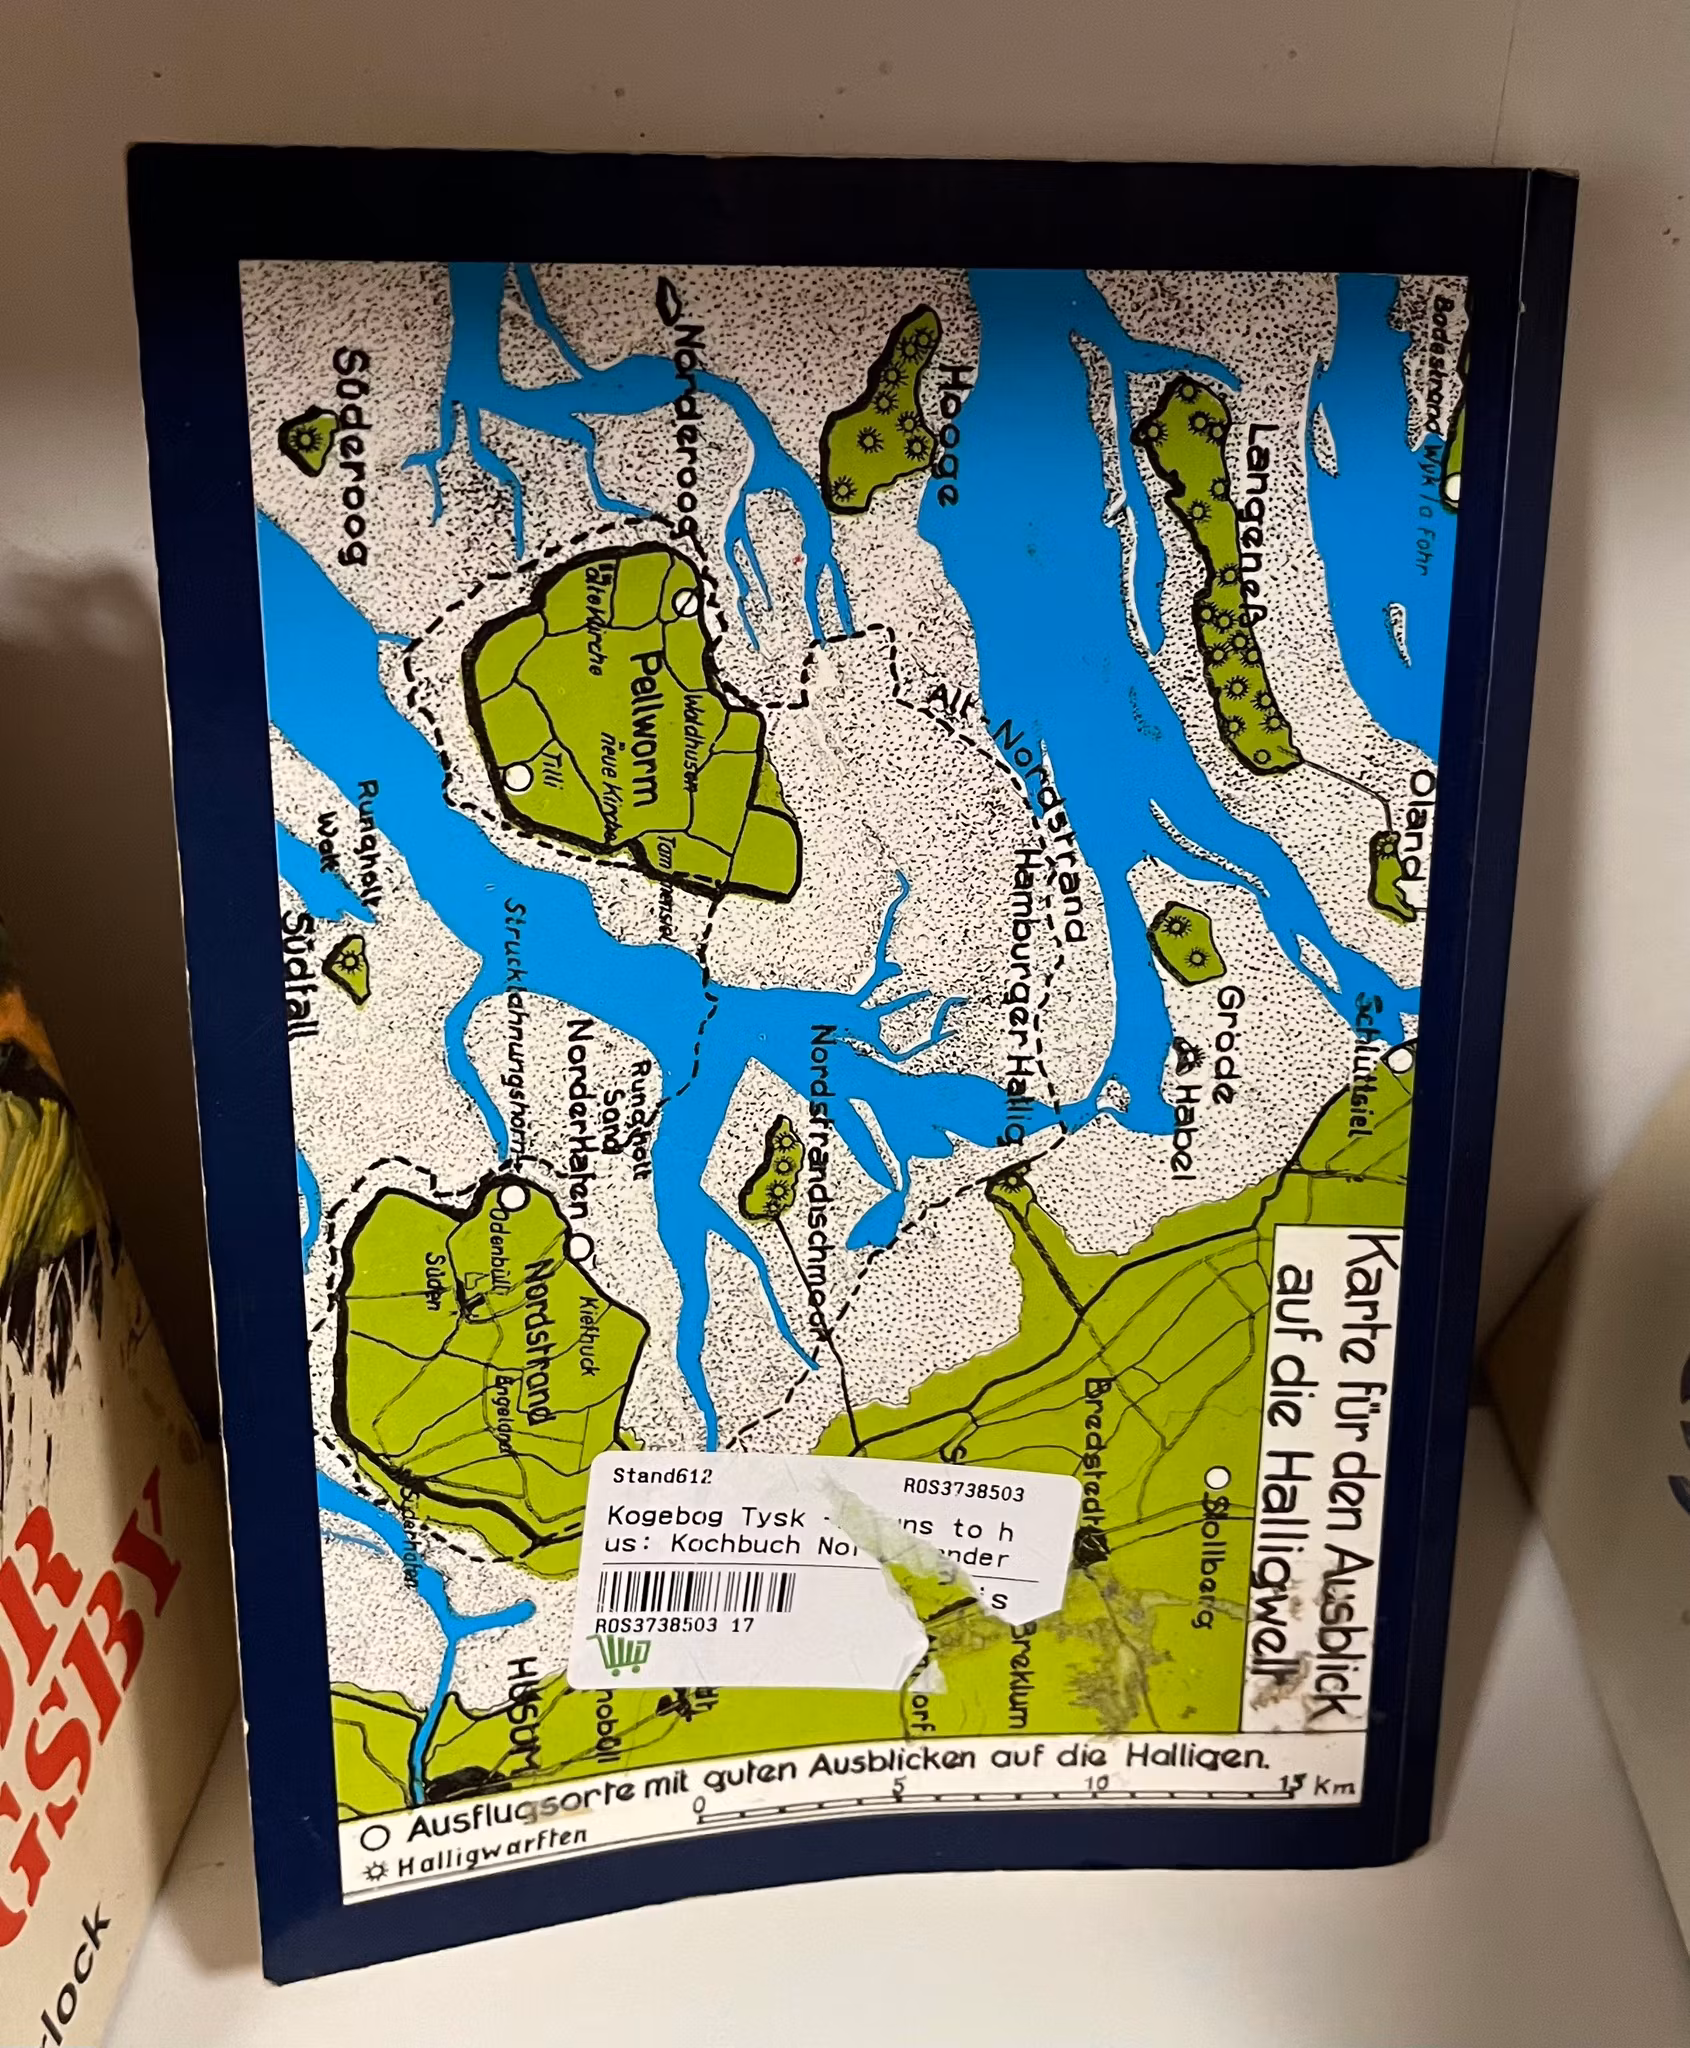 Karte für den Ausblick
auf die Halligwelt
Wyk/a Föhr
Langeneß
Oland
Schlüttsiel
Hooge
Gröde
Habel
Norderoog
Alt-Nordstrand
Hamburger Hallig
Süderoog
Pellworm
alte Kirche
Waldhusen
neue Kirche
Tilli
Nordstrandischmoor
Rungholt
Sand
Norderhafen
Strucklahnungshörn
Rungholt
Watt
Südfall
Odenbüll
Süden
Nordstrand
Kiefhuck
Engeland
Süderhafen
Bredstedt
Stollberg
Breklum
Husum
Stand612
ROS3738503
Kogebog Tysk
to h
us: Kochbuch
ROS3738503 17
Ausflugsorte mit guten Ausblicken auf die Halligen.
Halligwarften
0 5 10 15 Km